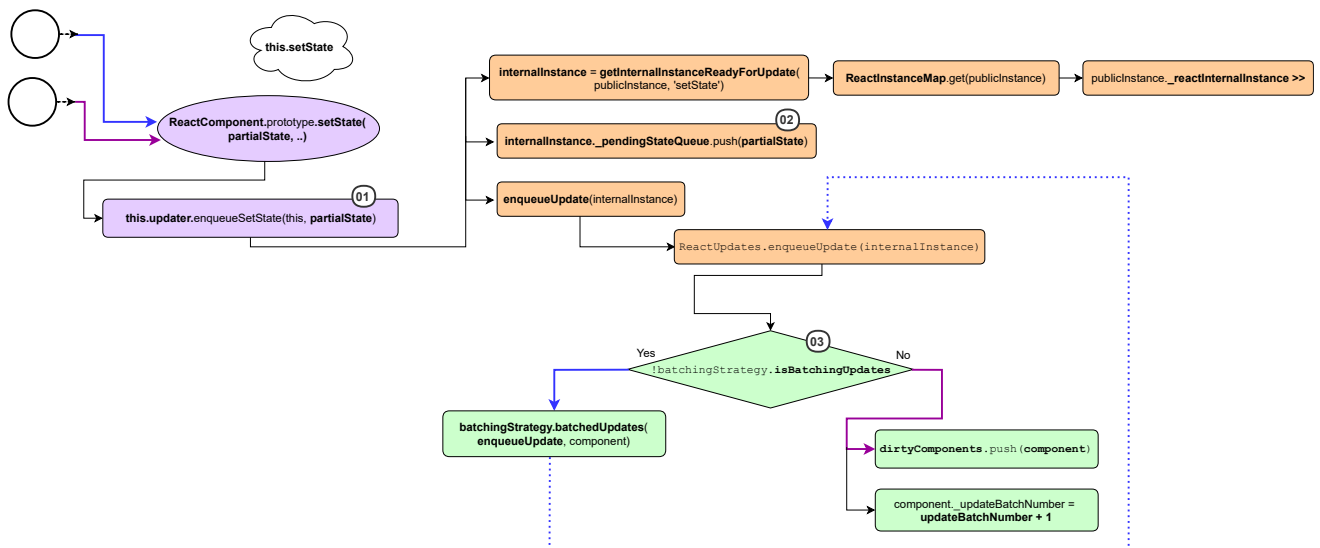 this.setState
ReactComponent.prototype.setState(
partialState, ..)
01
this.updater.enqueueSetState(this, partialState)
internalInstance = getInternalInstanceReadyForUpdate(
publicInstance, 'setState')
ReactInstanceMap.get(publicInstance)
publicInstance._reactInternalInstance >>
02
internalInstance._pendingStateQueue.push(partialState)
enqueueUpdate(internalInstance)
ReactUpdates.enqueueUpdate(internalInstance)
03
Yes
No
!batchingStrategy.isBatchingUpdates
batchingStrategy.batchedUpdates(
enqueueUpdate, component)
dirtyComponents.push(component)
component._updateBatchNumber =
updateBatchNumber + 1